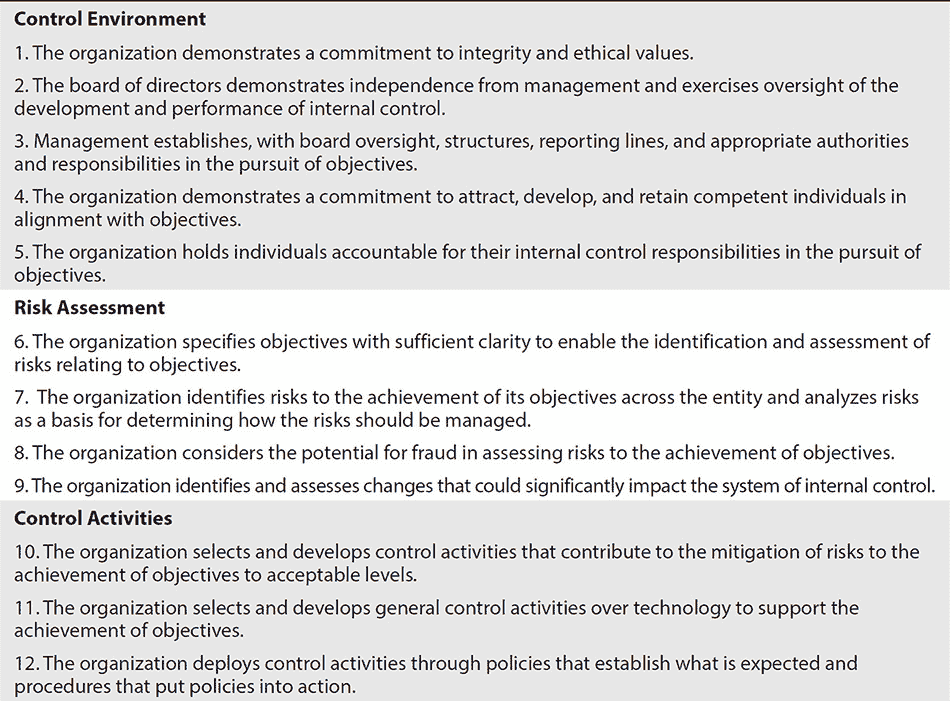 Control Environment
1. The organization demonstrates a commitment to integrity and ethical values.
2. The board of directors demonstrates independence from management and exercises oversight of the
development and performance of internal control.
3. Management establishes, with board oversight, structures, reporting lines, and appropriate authorities
and responsibilities in the pursuit of objectives.
4. The organization demonstrates a commitment to attract, develop, and retain competent individuals in
alignment with objectives.
5. The organization holds individuals accountable for their internal control responsibilities in the pursuit of
objectives.
Risk Assessment
6. The organization specifies objectives with sufficient clarity to enable the identification and assessment of
risks relating to objectives.
7. The organization identifies risks to the achievement of its objectives across the entity and analyzes risks
as a basis for determining how the risks should be managed.
8. The organization considers the potential for fraud in assessing risks to the achievement of objectives.
9. The organization identifies and assesses changes that could significantly impact the system of internal control.
Control Activities
10. The organization selects and develops control activities that contribute to the mitigation of risks to the
achievement of objectives to acceptable levels.
11. The organization selects and develops general control activities over technology to support the
achievement of objectives.
12. The organization deploys control activities through policies that establish what is expected and
procedures that put policies into action.